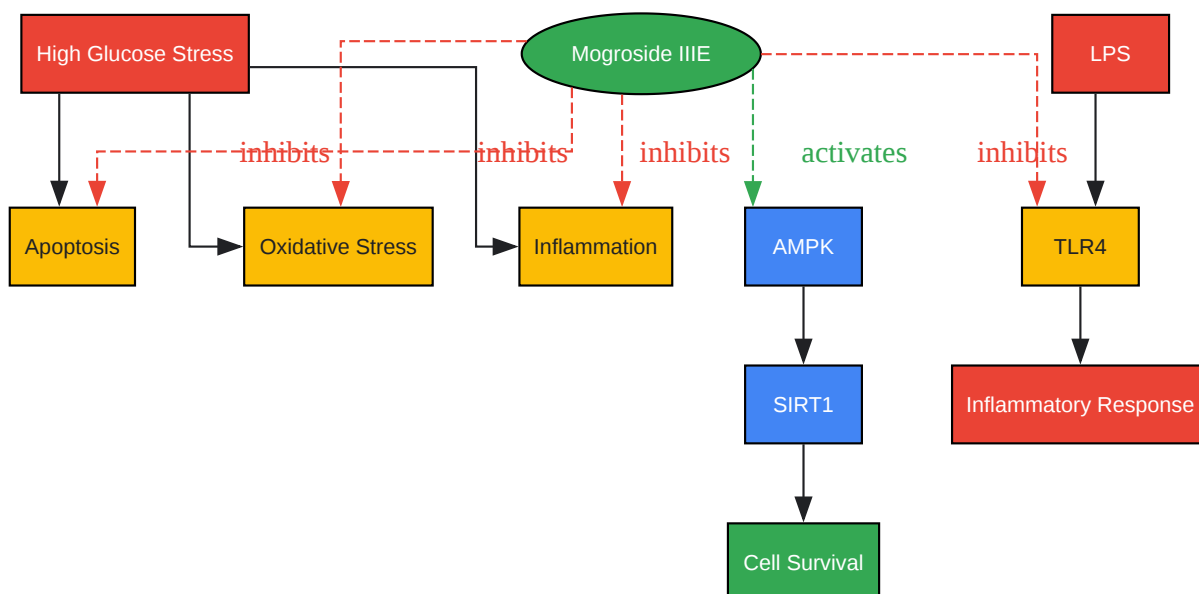 High Glucose Stress
Mogroside IIIE
LPS
inhibits
inhibits
inhibits
activates
inhibits
Apoptosis
Oxidative Stress
Inflammation
AMPK
TLR4
SIRT1
Inflammatory Response
Cell Survival